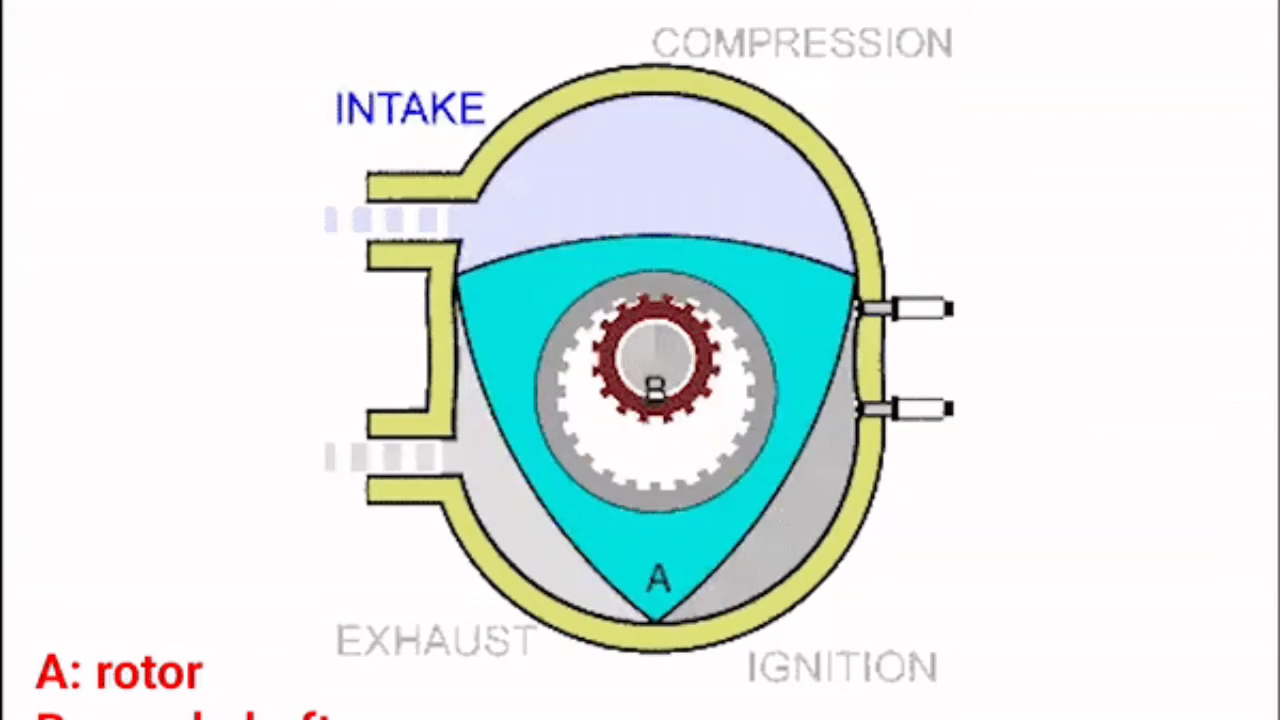 COMPRESSION
INTAKE
B
A
EXHAUST
IGNITION
A: rotor